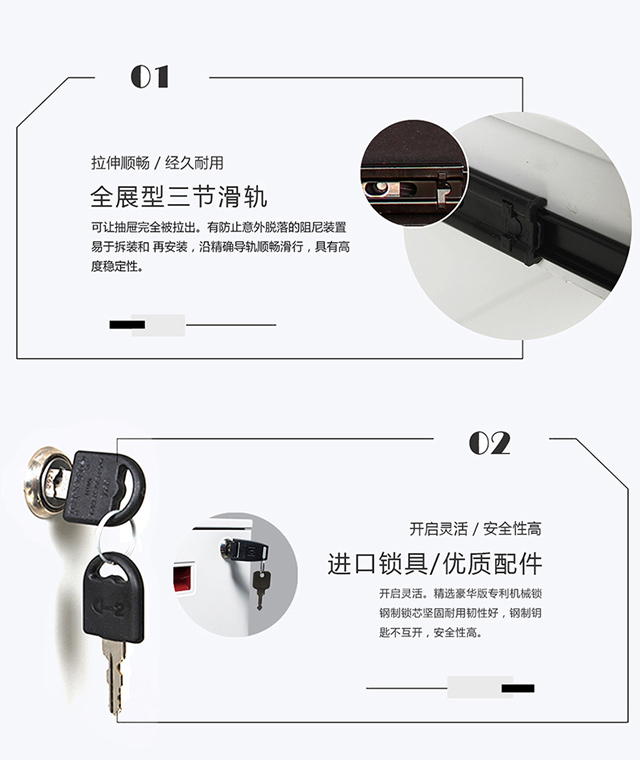 01
拉伸顺畅 / 经久耐用
全展型三节滑轨
可让抽屉完全被拉出。有防止意外脱落的阻尼装置
易于拆装和 再安装，沿精确导轨顺畅滑行，具有高
度稳定性。
02
开启灵活 / 安全性高
进口锁具/优质配件
开启灵活。精选豪华版专利机械锁
钢制锁芯坚固耐用韧性好，钢制钥
匙不互开，安全性高。